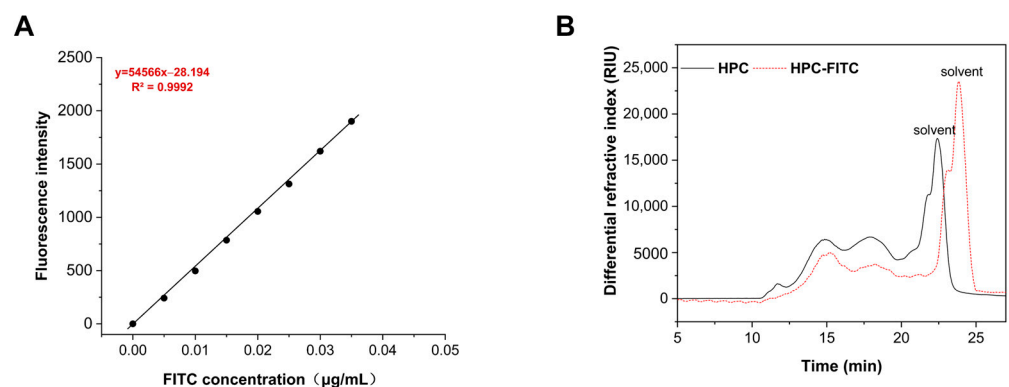 A
2500
2000
1500
1000
500
0
y=54566x−28.194
R² = 0.9992
Fluorescence intensity
0.00 0.01 0.02 0.03 0.04 0.05
FITC concentration（μg/mL）
B
25,000
20,000
15,000
10,000
5000
0
HPC HPC-FITC
solvent
solvent
Differential refractive index (RIU)
5 10 15 20 25
Time (min)